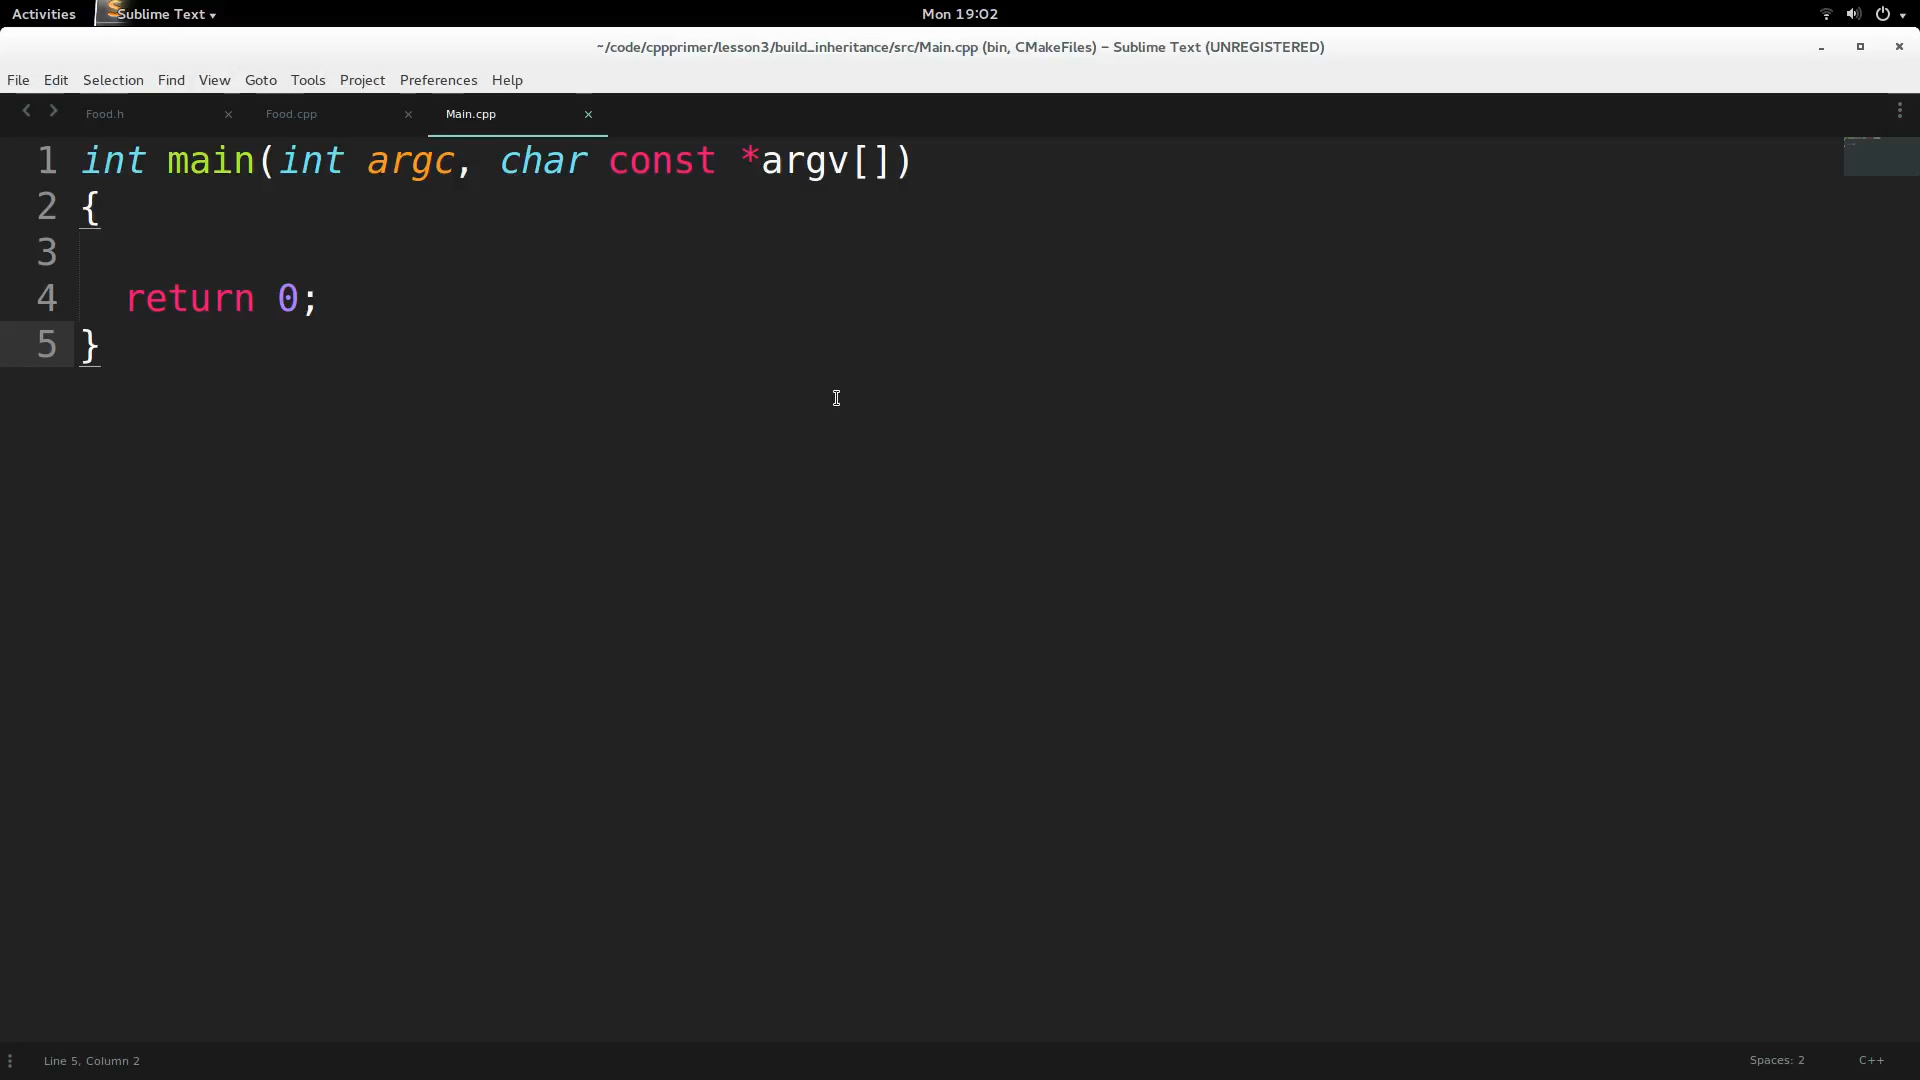 Activities Sublime Text ▾ Mon 19:02
~/code/cppprimer/lesson3/build_inheritance/src/Main.cpp (bin, CMakeFiles) – Sublime Text (UNREGISTERED)
File Edit Selection Find View Goto Tools Project Preferences Help
Food.h × Food.cpp × Main.cpp ×
1 int main(int argc, char const *argv[])
2 {
3
4   return 0;
5 }
Line 5, Column 2 Spaces: 2 C++